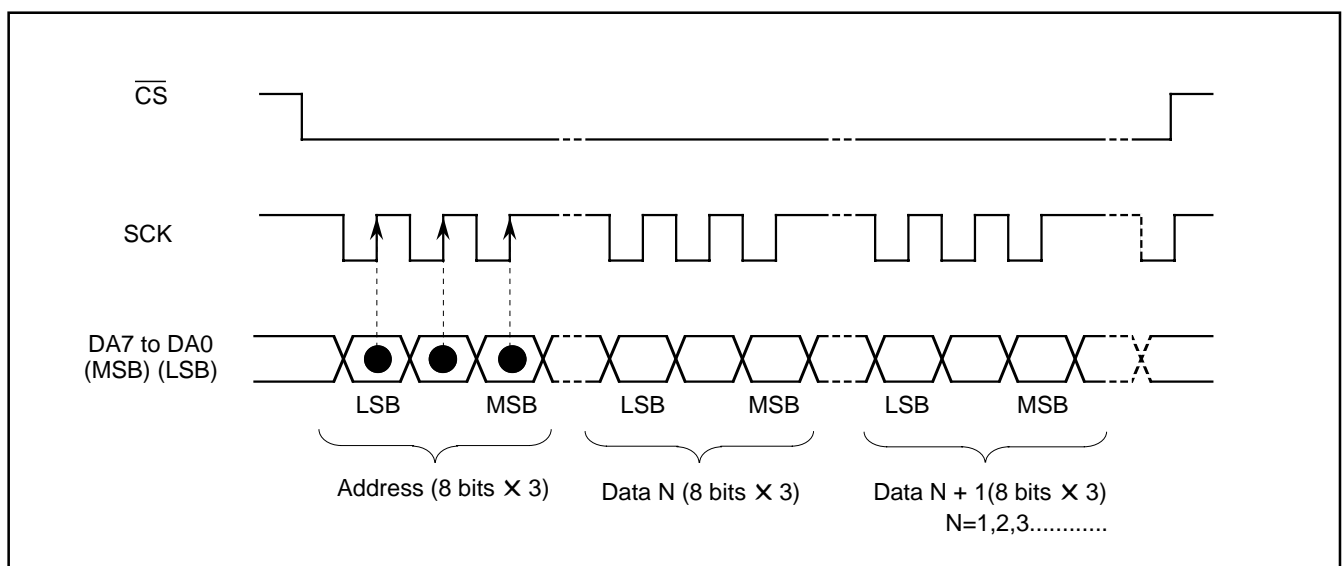 CS
SCK
DA7 to DA0
(MSB) (LSB)
LSB MSB LSB MSB LSB MSB
Address (8 bits × 3) Data N (8 bits × 3) Data N + 1(8 bits × 3)
N=1,2,3............